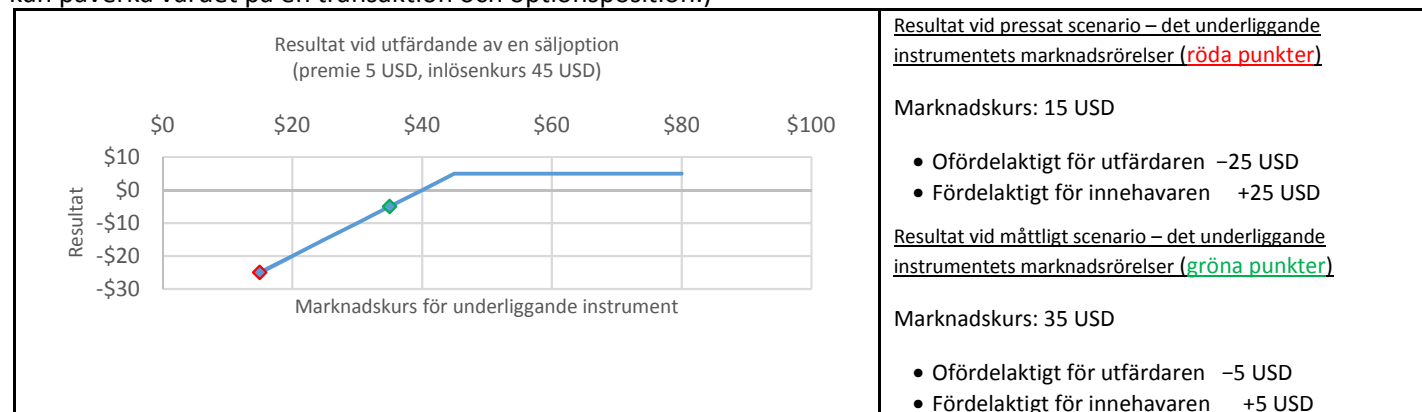 kan påverka värdet på en transaktion och optionsposition.)
Resultat vid utfärdande av en säljoption
(premie 5 USD, inlösenkurs 45 USD)
$0 $20 $40 $60 $80 $100
$10
$0
-$10
-$20
-$30
Resultat
Marknadskurs för underliggande instrument
Resultat vid pressat scenario – det underliggande
instrumentets marknadsrörelser (röda punkter)
Marknadskurs: 15 USD
• Ofördelaktigt för utfärdaren −25 USD
• Fördelaktigt för innehavaren +25 USD
Resultat vid måttligt scenario – det underliggande
instrumentets marknadsrörelser (gröna punkter)
Marknadskurs: 35 USD
• Ofördelaktigt för utfärdaren −5 USD
• Fördelaktigt för innehavaren +5 USD